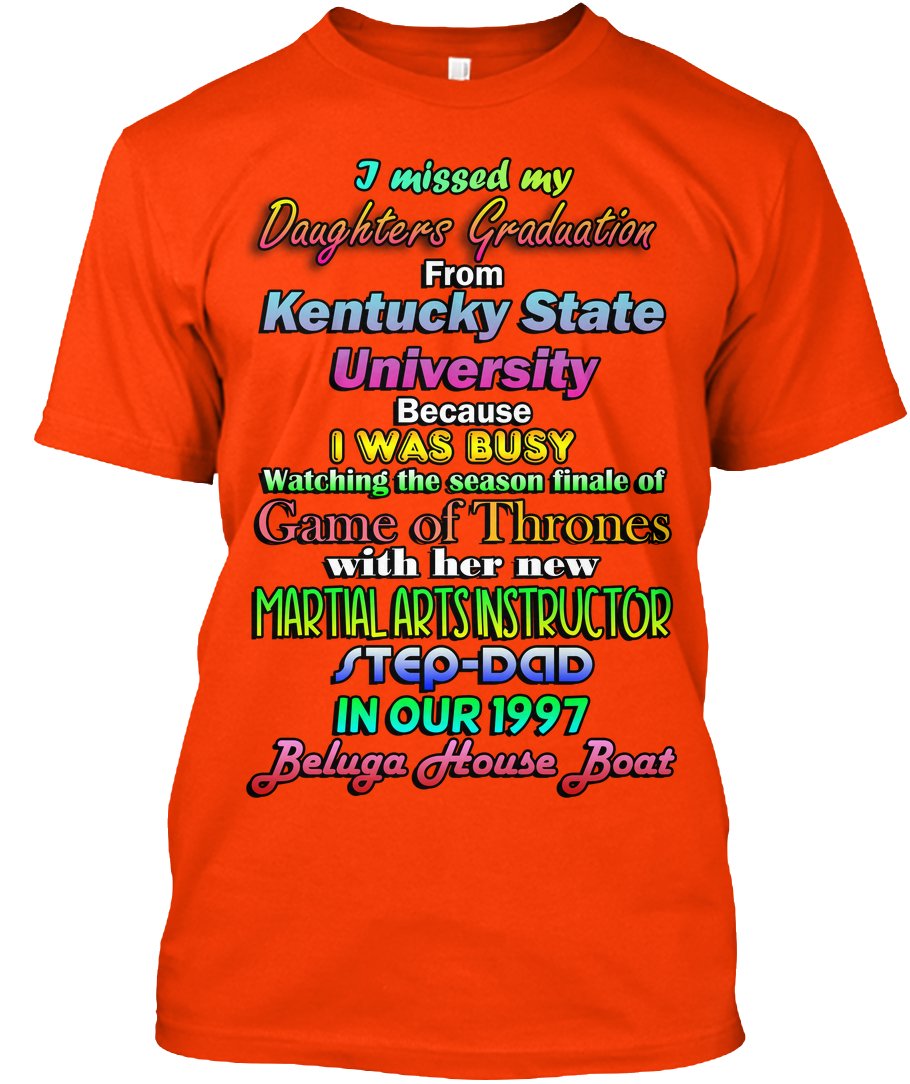 I missed my
Daughters Graduation
From
Kentucky State
University
Because
I WAS BUSY
Watching the season finale of
Game of Thrones
with her new
MARTIAL ARTS INSTRUCTOR
STEP-DAD
IN OUR 1997
Beluga House Boat